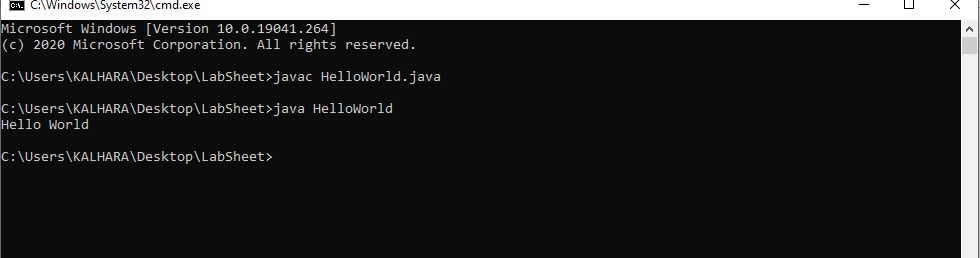 C:\Windows\System32\cmd.exe
Microsoft Windows [Version 10.0.19041.264]
(c) 2020 Microsoft Corporation. All rights reserved.
C:\Users\KALHARA\Desktop\LabSheet>javac HelloWorld.java
C:\Users\KALHARA\Desktop\LabSheet>java HelloWorld
Hello World
C:\Users\KALHARA\Desktop\LabSheet>